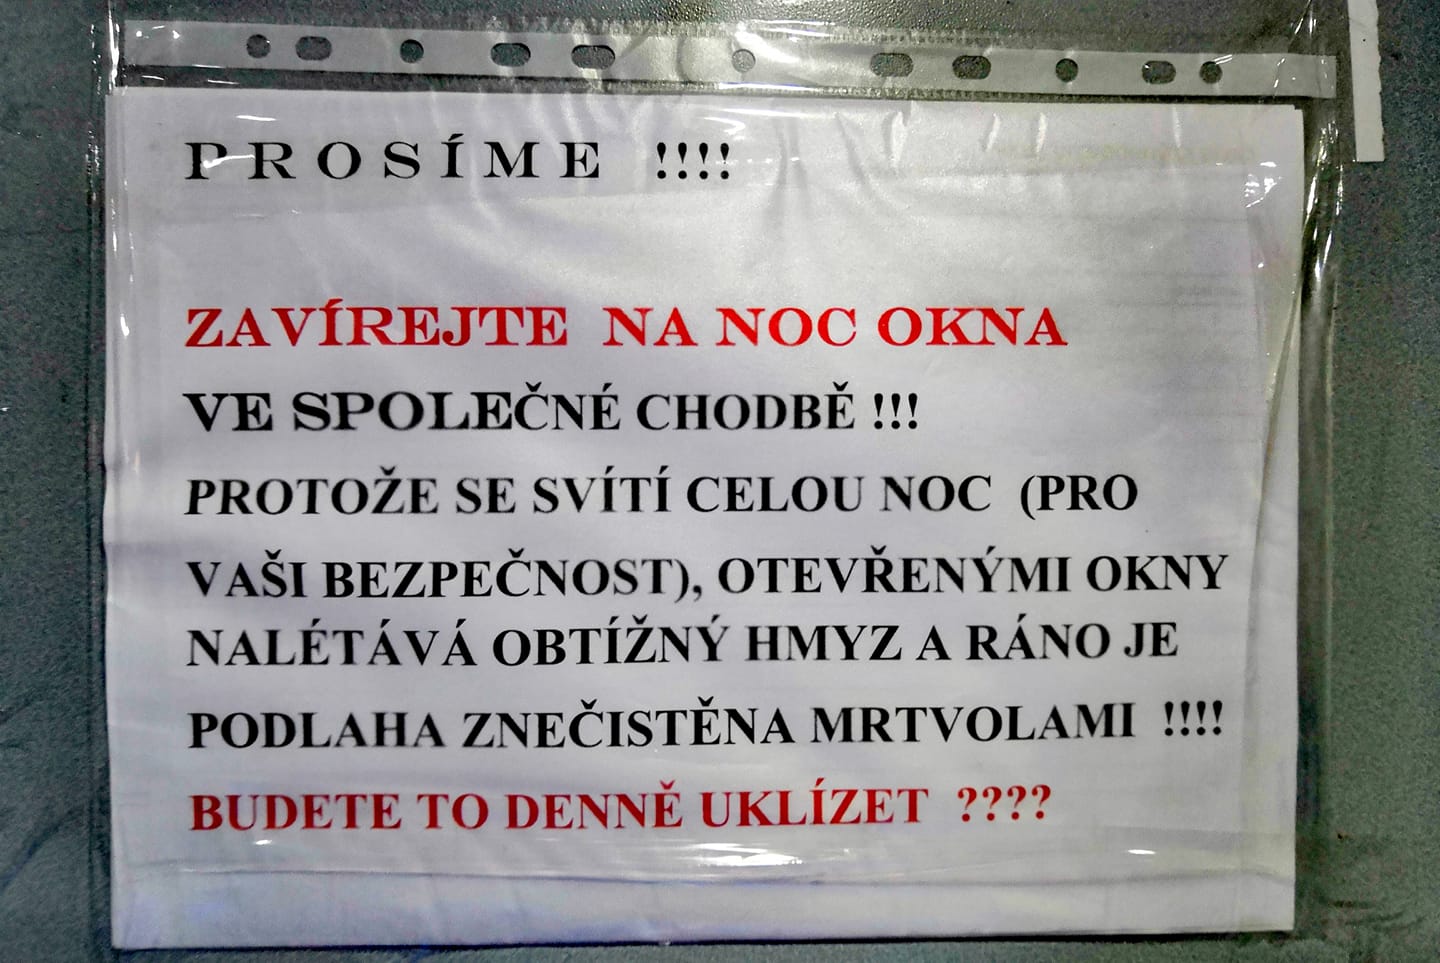 PROSÍME !!!!
ZAVÍREJTE NA NOC OKNA
VE SPOLEČNÉ CHODBĚ !!!
PROTOŽE SE SVÍTÍ CELOU NOC (PRO
VAŠI BEZPEČNOST), OTEVŘENÝMI OKNY
NALÉTÁVÁ OBTÍŽNÝ HMYZ A RÁNO JE
PODLAHA ZNEČISTĚNA MRTVOLAMI !!!!
BUDETE TO DENNĚ UKLÍZET ????